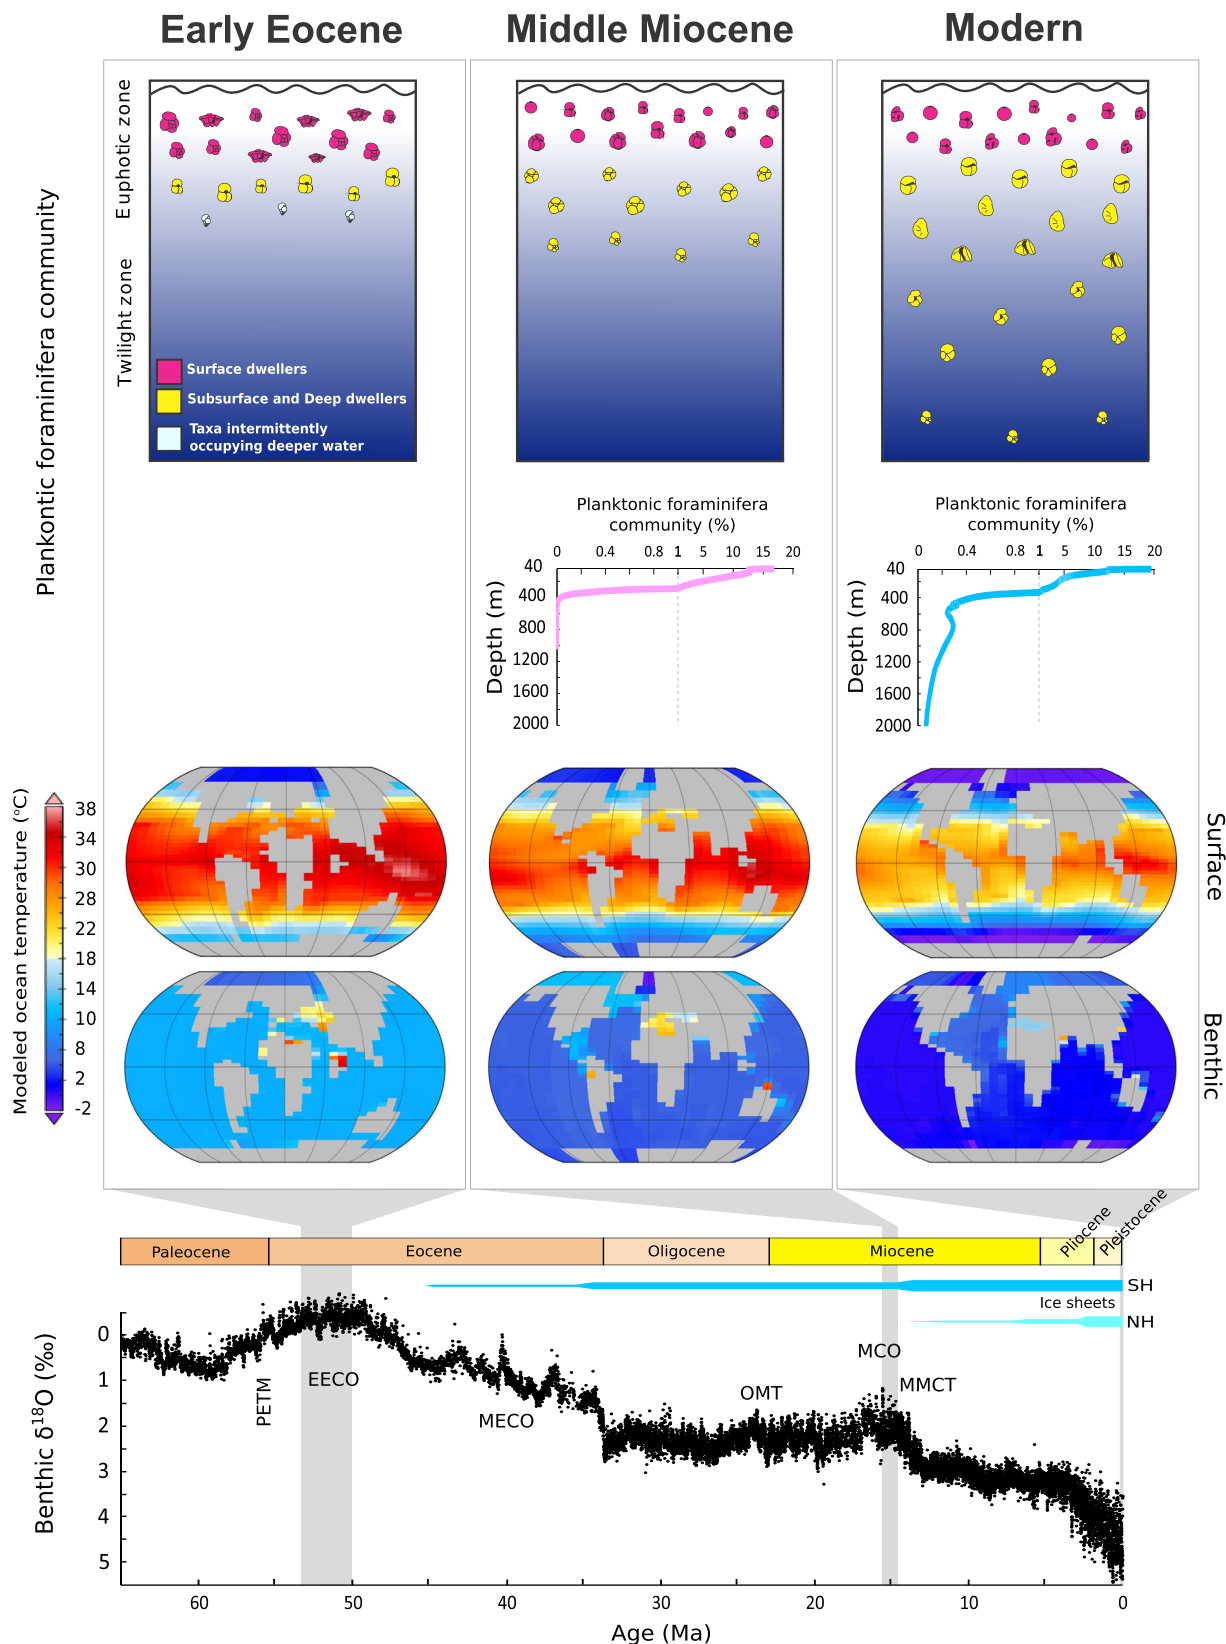 Early Eocene
Middle Miocene
Modern
Plankontic foraminifera community
Euphotic zone
Twilight zone
Surface dwellers
Subsurface and Deep dwellers
Taxa intermittently
occupying deeper water
Planktonic foraminifera
community (%)
0 0.4 0.8 1 5 10 15 20
Depth (m)
40
400
800
1200
1600
2000
Planktonic foraminifera
community (%)
0 0.4 0.8 1 5 10 15 20
Depth (m)
40
400
800
1200
1600
2000
Modeled ocean temperature (°C)
38
34
30
28
22
18
14
10
8
2
-2
Surface
Benthic
Paleocene
Eocene
Oligocene
Miocene
Pliocene
Pleistocene
SH
Ice sheets
NH
Benthic δ18O (‰)
0
1
2
3
4
5
PETM
EECO
MECO
OMT
MCO
MMCT
60 50 40 30 20 10 0
Age (Ma)